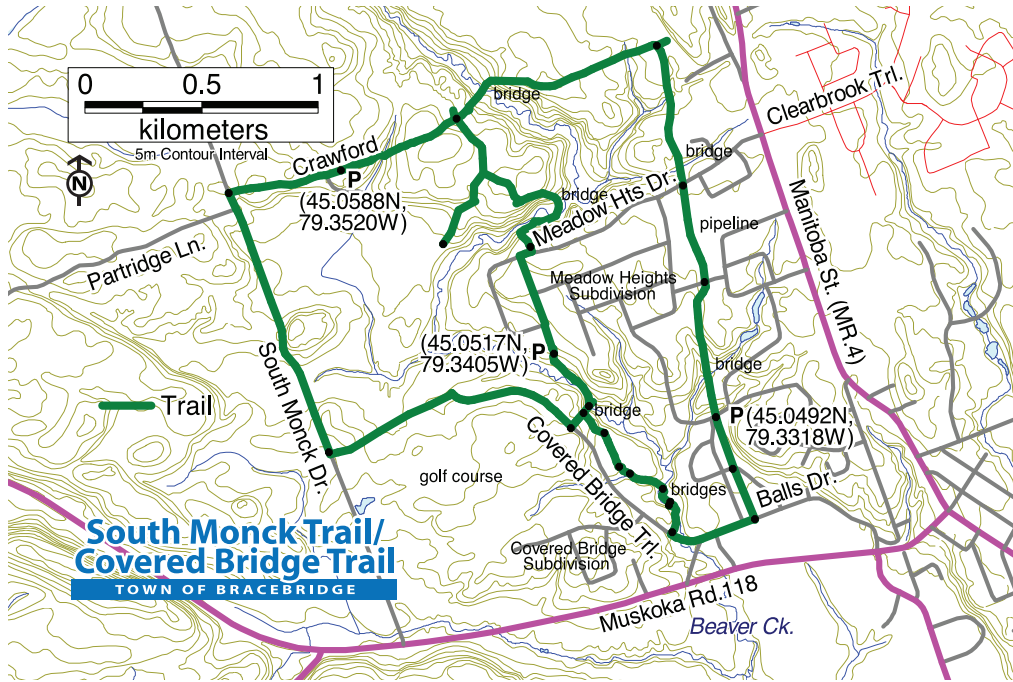 0 0.5 1
kilometers
5m Contour Interval
N
Crawford
P
(45.0588N,
79.3520W)
bridge
bridge
Meadow Hts Dr.
bridge
Clearbrook Trl.
Manitoba St. (MR.4)
pipeline
Partridge Ln.
Meadow Heights
Subdivision
(45.0517N,
79.3405W)
P
bridge
South Monck Dr.
Trail
bridge
P
(45.0492N,
79.3318W)
Covered Bridge Trl.
golf course
bridges
Balls Dr.
South Monck Trail/
Covered Bridge Trail
TOWN OF BRACEBRIDGE
Covered Bridge
Subdivision
Muskoka Rd.118
Beaver Ck.